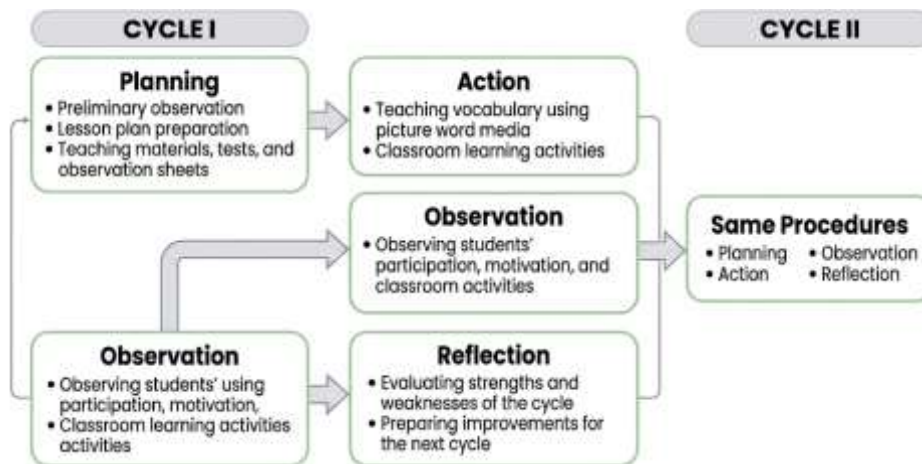 CYCLE I
CYCLE II
Planning
• Preliminary observation
• Lesson plan preparation
• Teaching materials, tests, and
observation sheets
Action
• Teaching vocabulary using
picture word media
• Classroom learning activities
Observation
• Observing students'
participation, motivation, and
classroom activities
Same Procedures
• Planning • Observation
• Action • Reflection
Observation
• Observing students' using
participation, motivation,
• Classroom learning activities
activities
Reflection
• Evaluating strengths and
weaknesses of the cycle
• Preparing improvements for
the next cycle